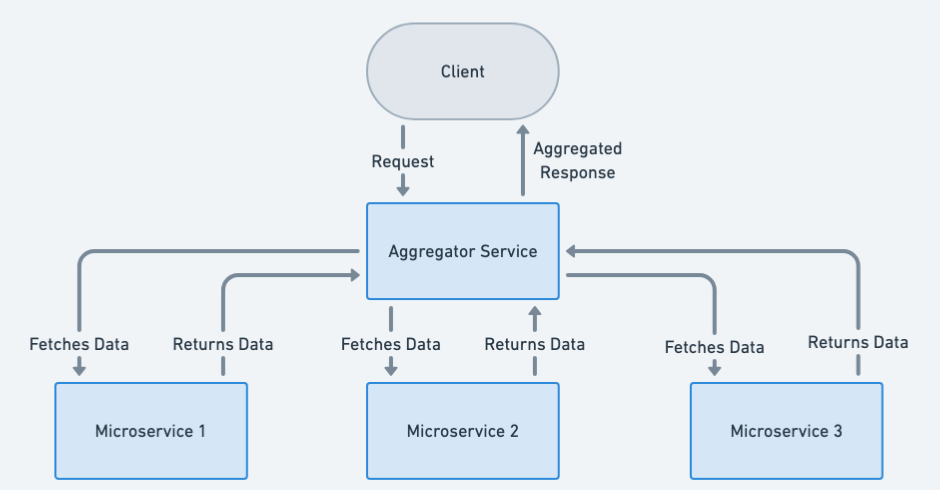 Client
Request
Aggregated
Response
Aggregator Service
Fetches Data
Returns Data
Fetches Data
Returns Data
Fetches Data
Returns Data
Microservice 1
Microservice 2
Microservice 3